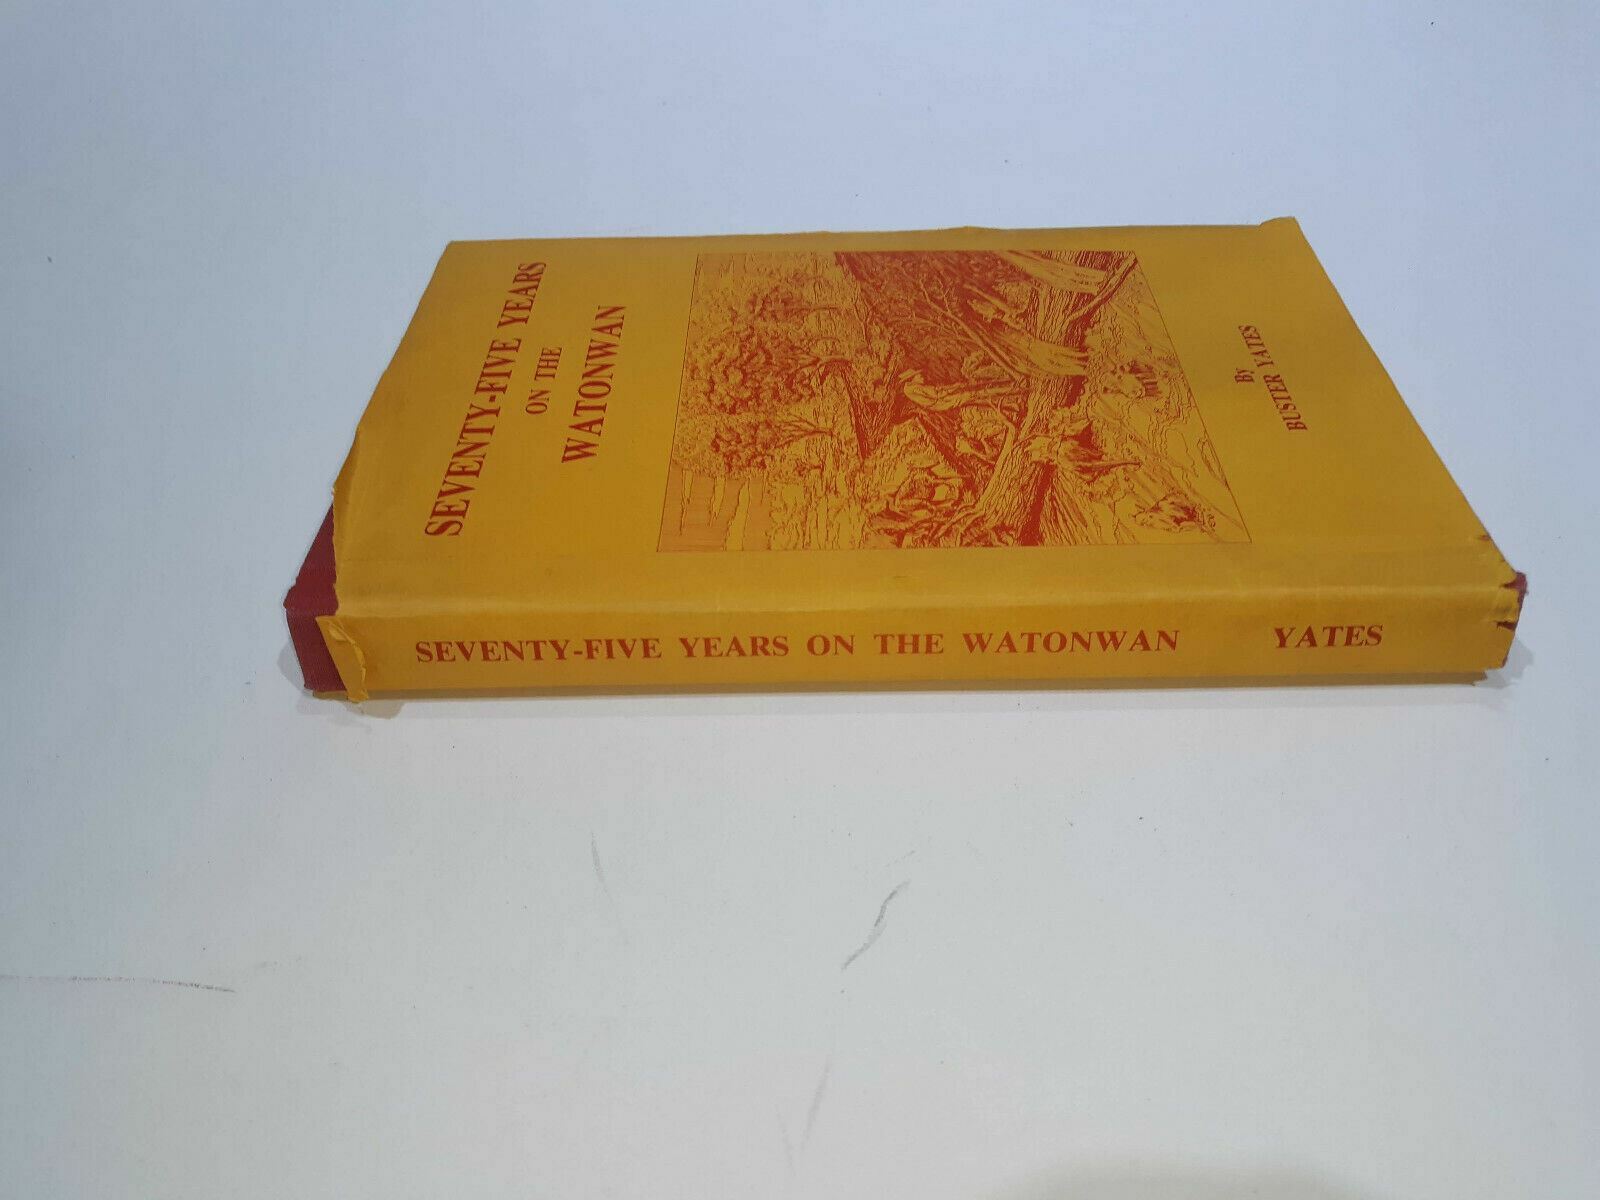 SEVENTY-FIVE YEARS
ON THE
WATONWAN
By
BUSTER YATES
SEVENTY-FIVE YEARS ON THE WATONWAN YATES